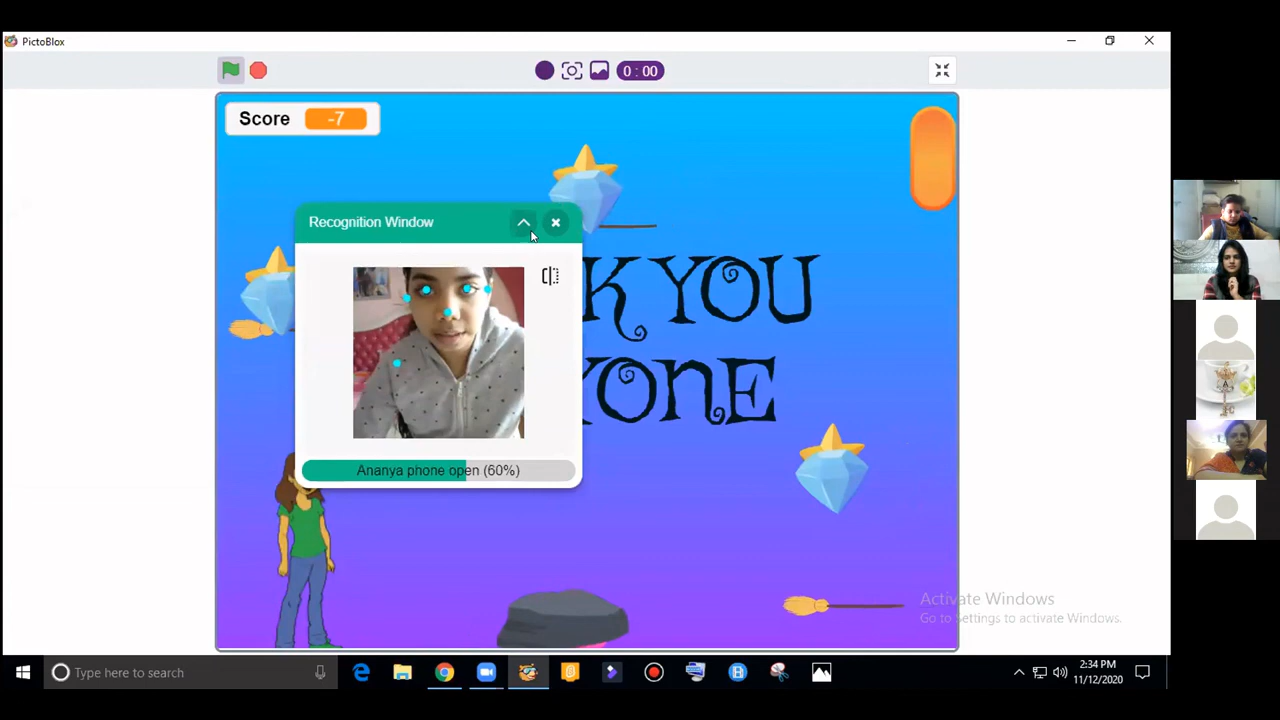 PictoBlox
0 : 00
Score -7
Recognition Window
K YOU
YONE
Ananya phone open (60%)
Activate Windows
Go to Settings to activate Windows.
Type here to search
2:34 PM
11/12/2020